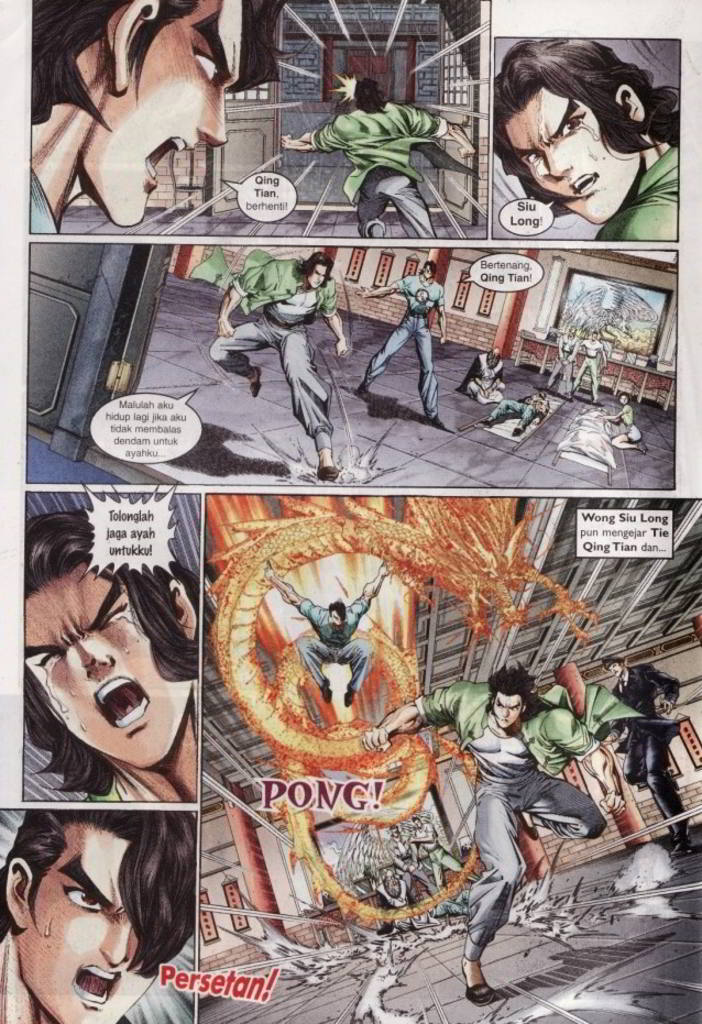 Qing
Tian,
berhenti!
Siu
Long!
Bertenang,
Qing Tian!
Malulah aku
hidup lagi jika aku
tidak membalas
dendam untuk
ayahku...
Tolonglah
jaga ayah
untukku!
Wong Siu Long
pun mengejar Tie
Qing Tian dan...
PONG!
Persetan!